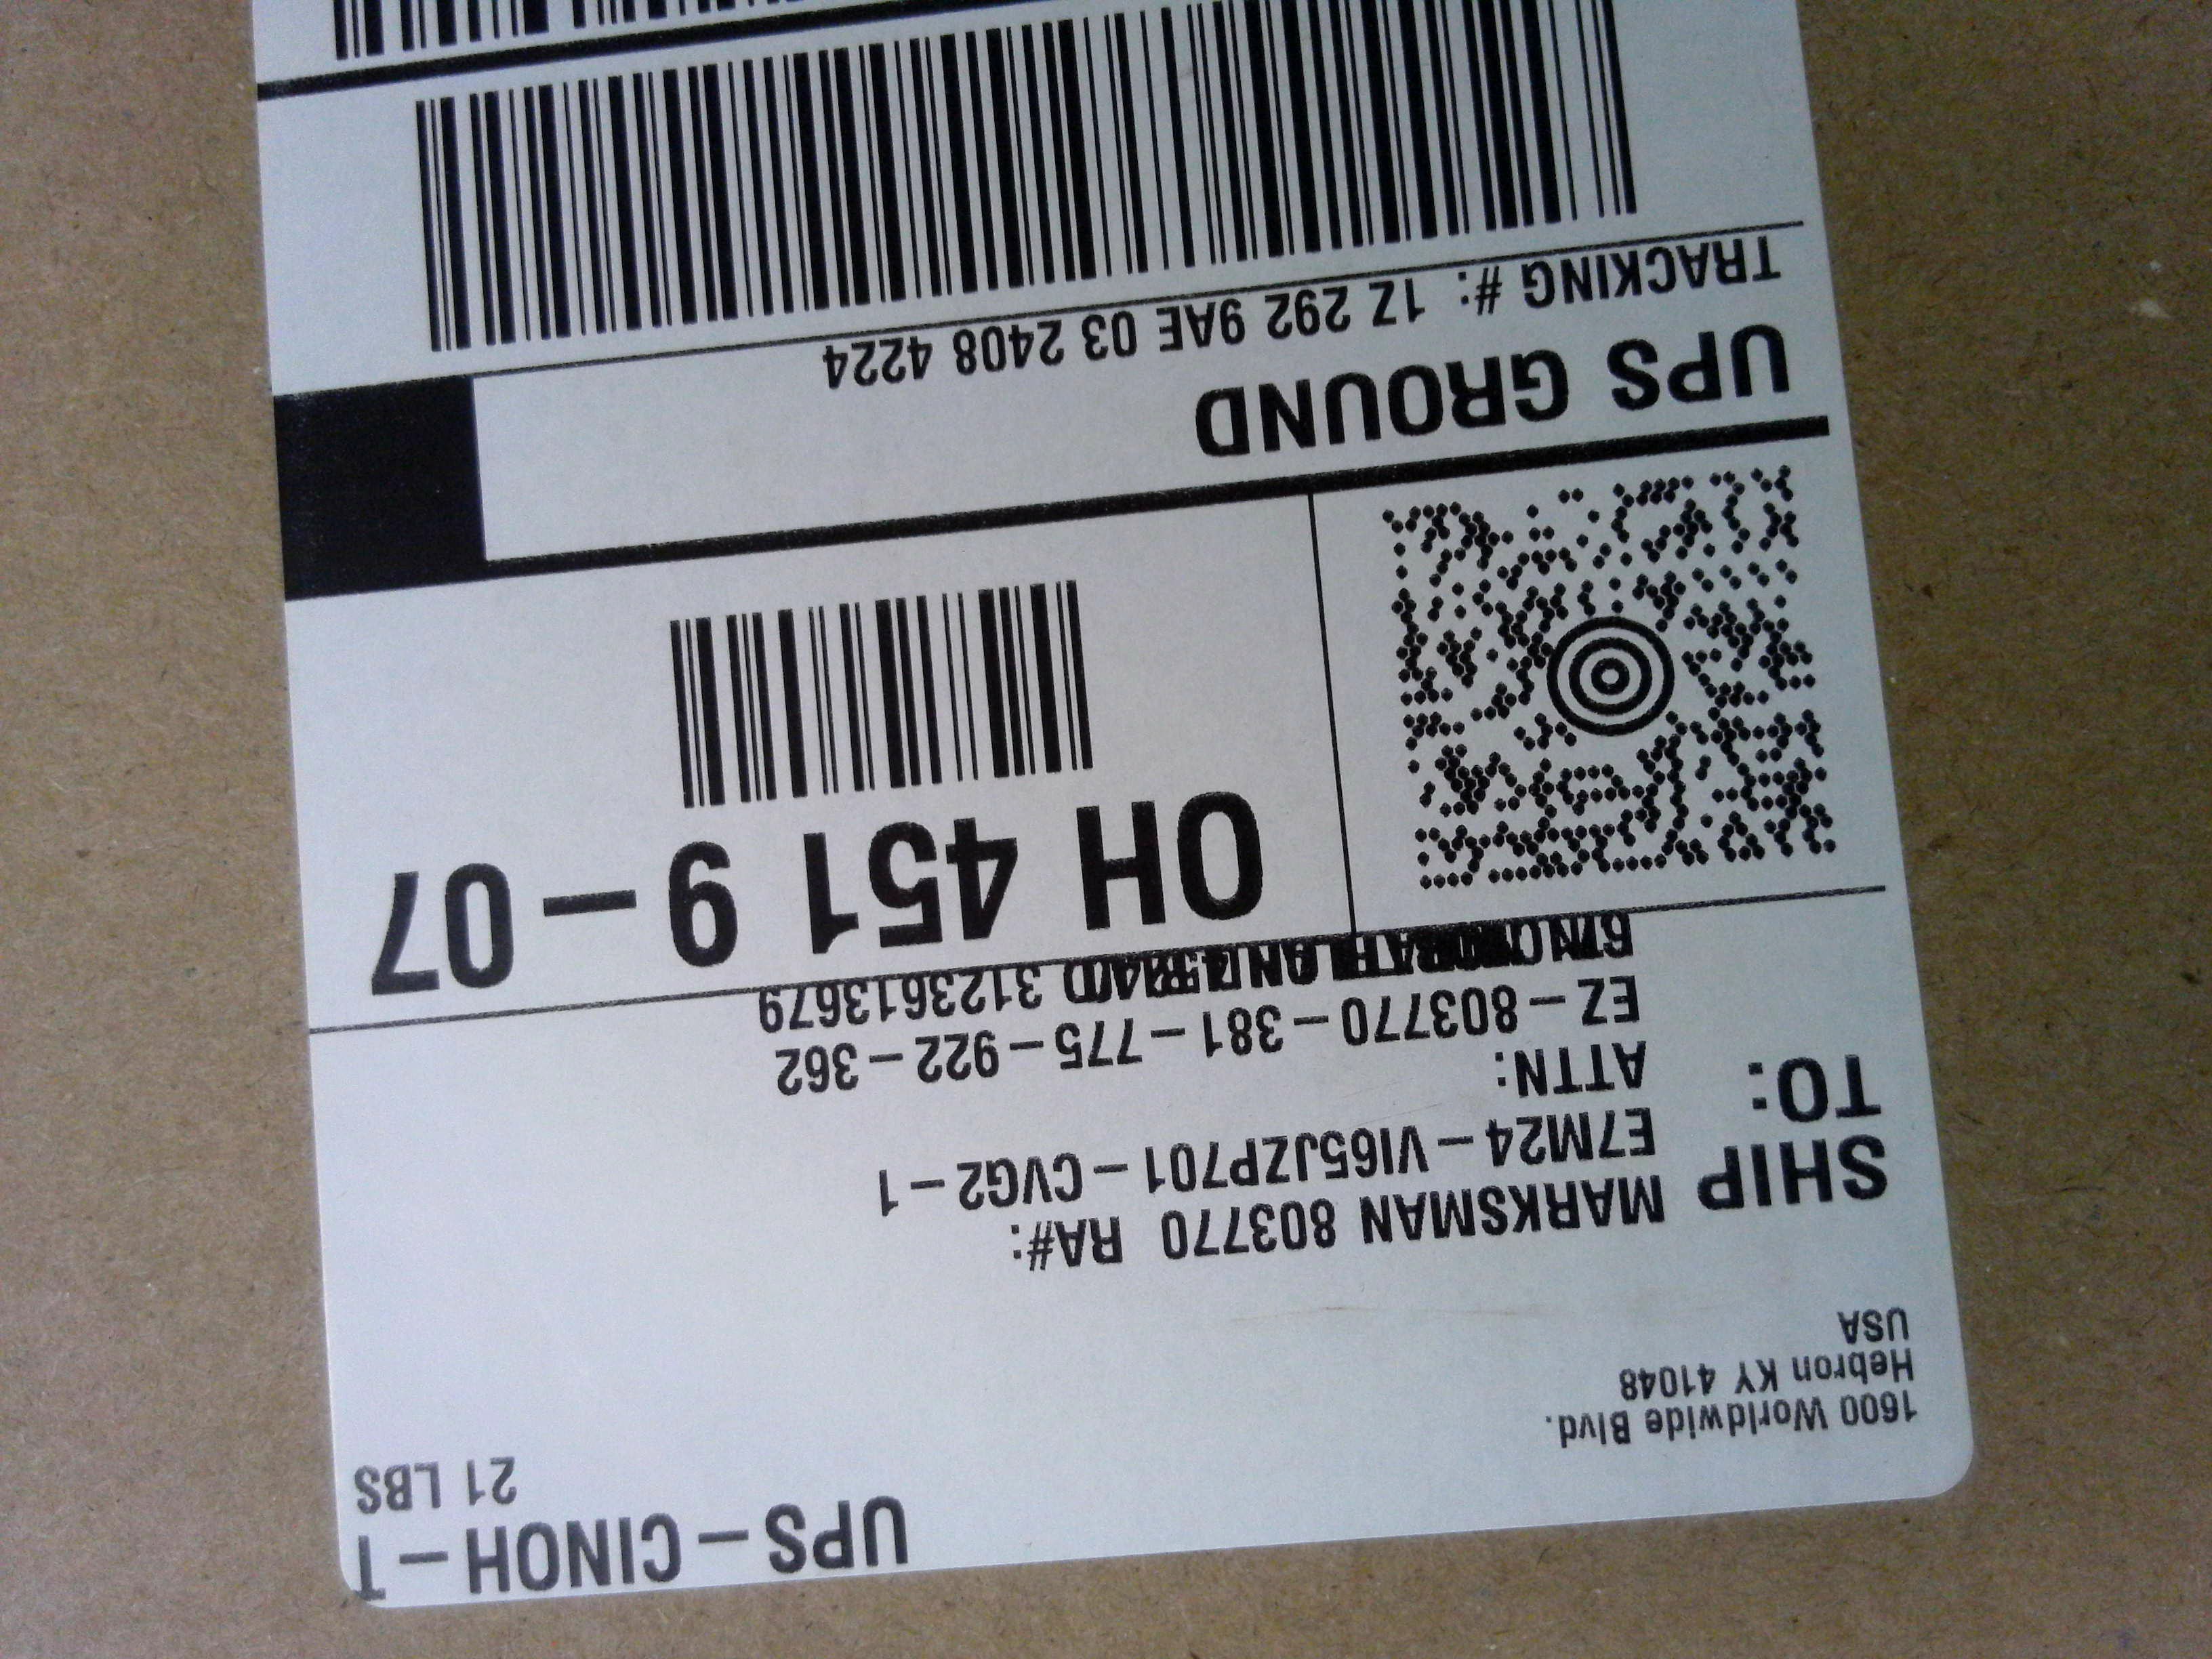 UPS-CINOH-T
21 LBS
1600 Worldwide Blvd.
Hebron KY 41048
USA
SHIP
TO:
MARKSMAN 803770 RA#:
E7M24-VI65JZP701-CVG2-1
ATTN:
EZ-803770-381-775-922-362
3123613679
OH 451 9-07
UPS GROUND
TRACKING #: 1Z 292 9AE 03 2408 4224